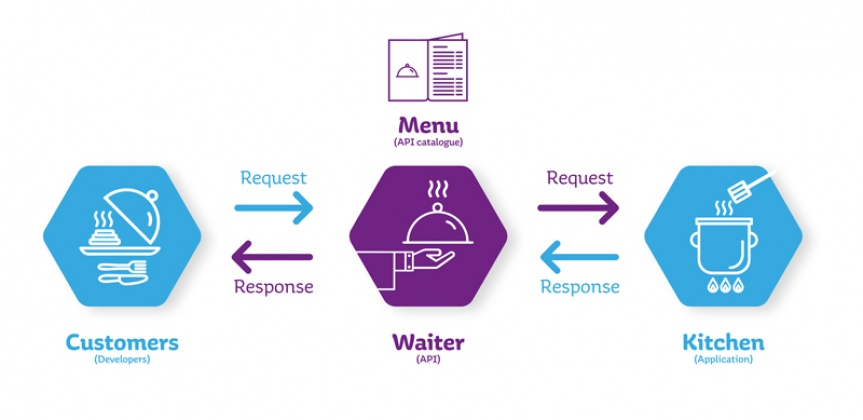 Menu
(API catalogue)
Request
Request
Response
Response
Customers
(Developers)
Waiter
(API)
Kitchen
(Application)